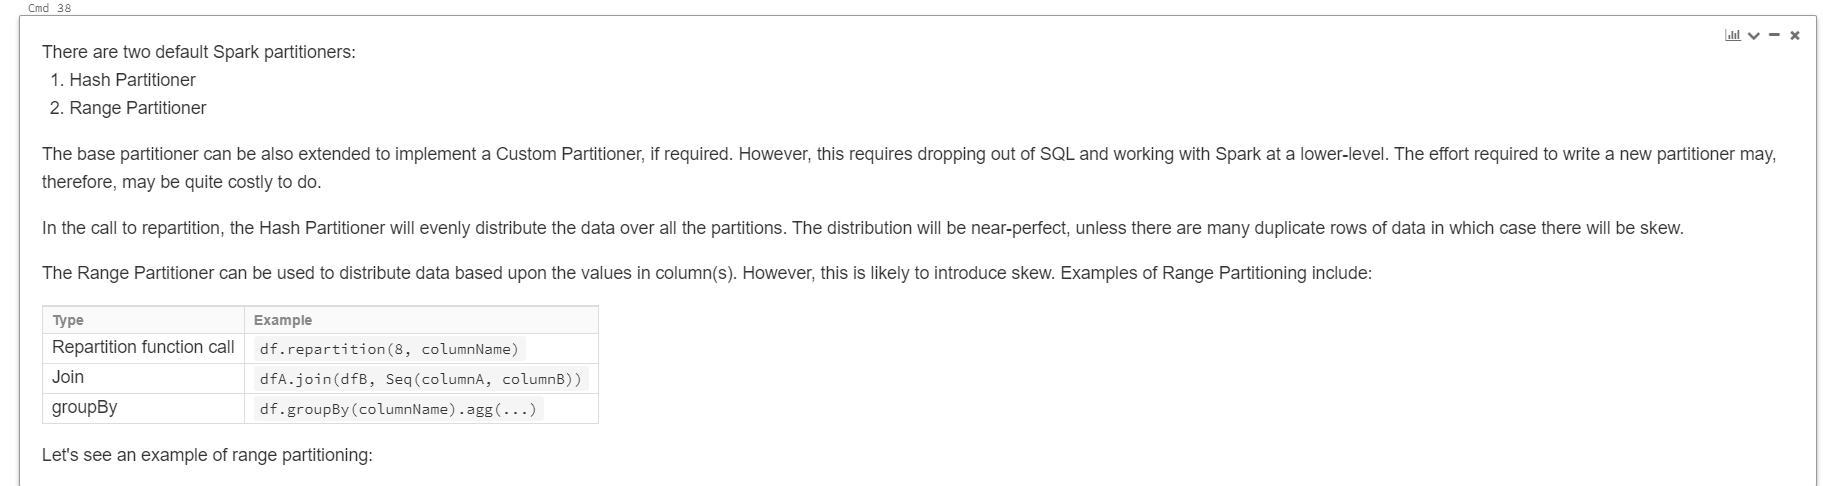 Cmd 38
There are two default Spark partitioners:
1. Hash Partitioner
2. Range Partitioner
The base partitioner can be also extended to implement a Custom Partitioner, if required. However, this requires dropping out of SQL and working with Spark at a lower-level. The effort required to write a new partitioner may,
therefore, may be quite costly to do.
In the call to repartition, the Hash Partitioner will evenly distribute the data over all the partitions. The distribution will be near-perfect, unless there are many duplicate rows of data in which case there will be skew.
The Range Partitioner can be used to distribute data based upon the values in column(s). However, this is likely to introduce skew. Examples of Range Partitioning include:
Type Example
Repartition function call df.repartition(8, columnName)
Join dfA.join(dfB, Seq(columnA, columnB))
groupBy df.groupBy(columnName).agg(...)
Let's see an example of range partitioning: